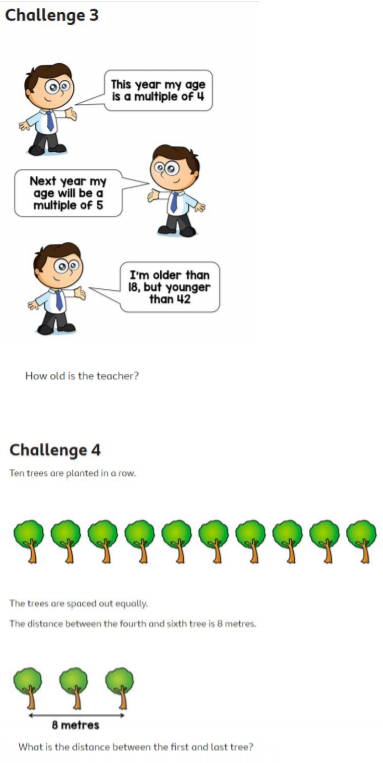 Challenge 3
This year my age
is a multiple of 4
Next year my
age will be a
multiple of 5
I'm older than
18, but younger
than 42
How old is the teacher?
Challenge 4
Ten trees are planted in a row.
The trees are spaced out equally.
The distance between the fourth and sixth tree is 8 metres.
8 metres
What is the distance between the first and last tree?